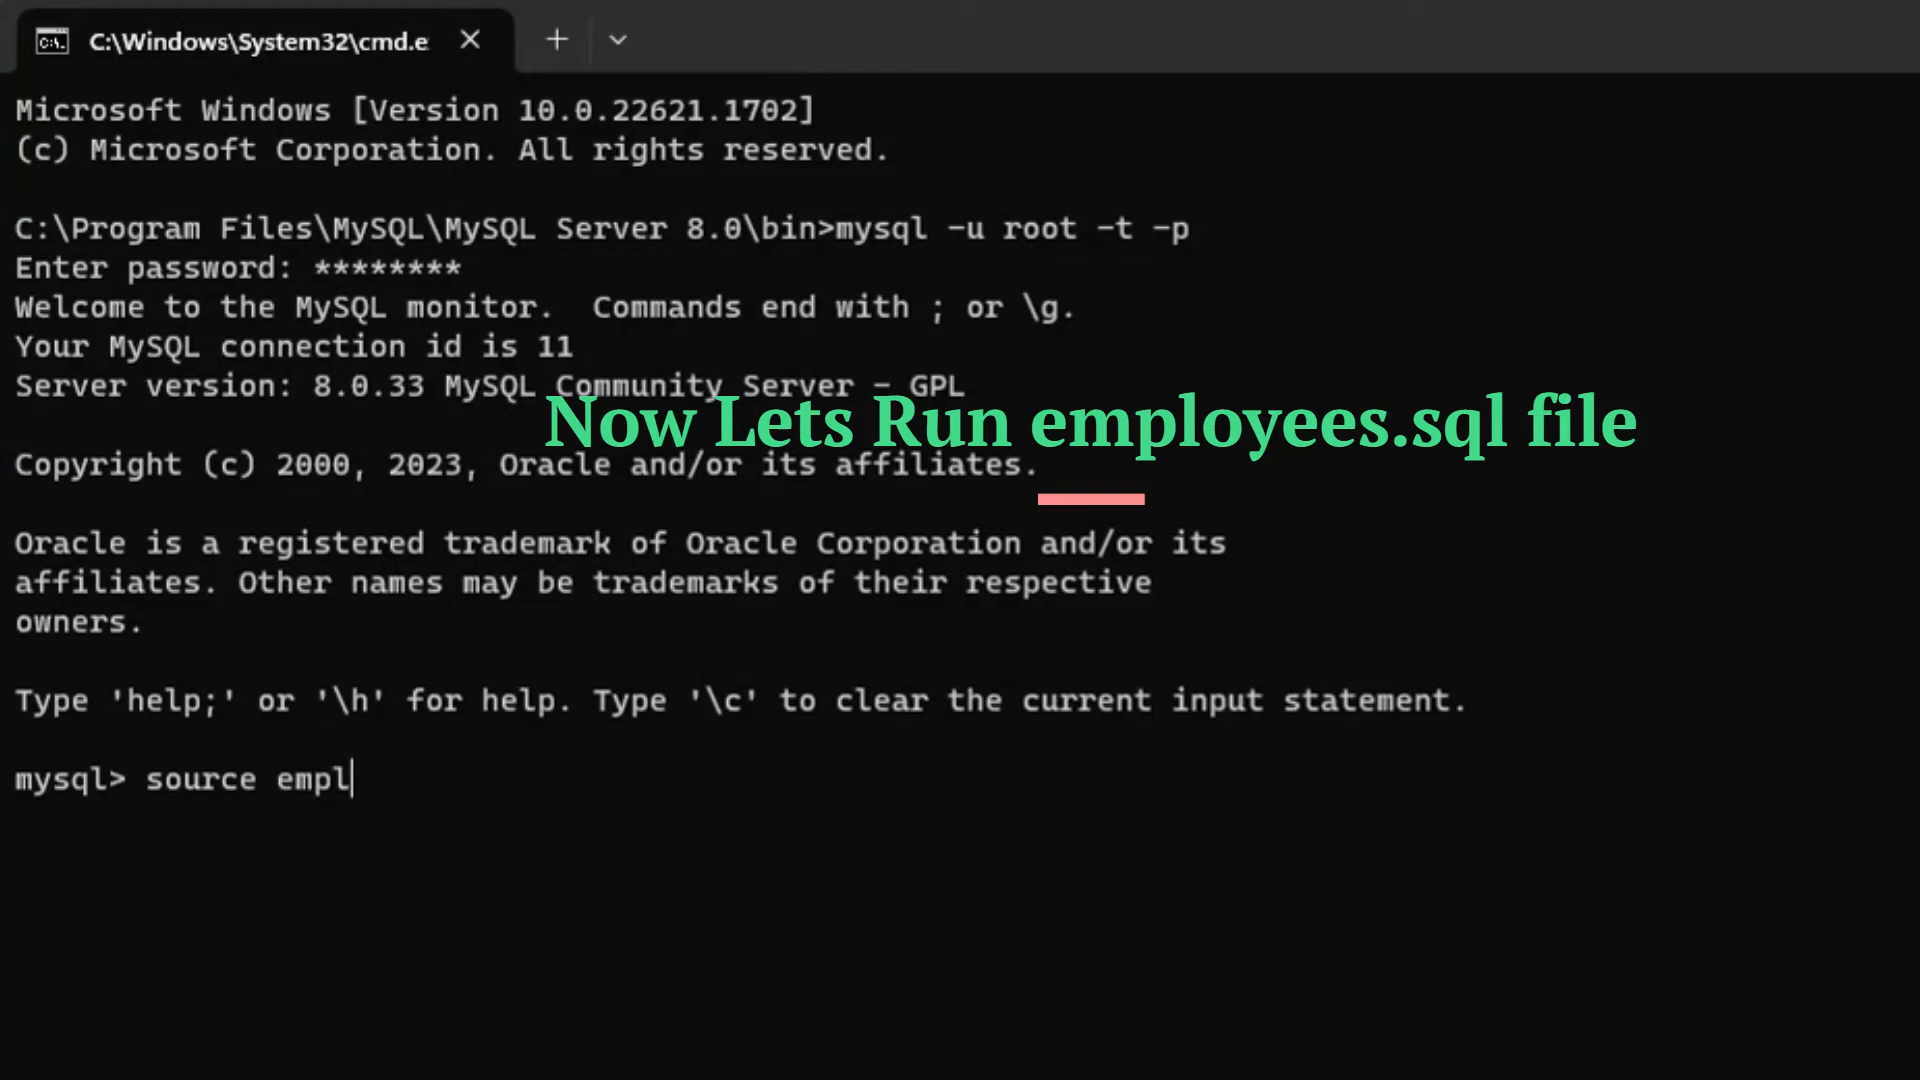 C:\Windows\System32\cmd.e
Microsoft Windows [Version 10.0.22621.1702]
(c) Microsoft Corporation. All rights reserved.
C:\Program Files\MySQL\MySQL Server 8.0\bin>mysql -u root -t -p
Enter password: ********
Welcome to the MySQL monitor.  Commands end with ; or \g.
Your MySQL connection id is 11
Server version: 8.0.33 MySQL Community Server - GPL
Now Lets Run employees.sql file
Copyright (c) 2000, 2023, Oracle and/or its affiliates.
Oracle is a registered trademark of Oracle Corporation and/or its
affiliates. Other names may be trademarks of their respective
owners.
Type 'help;' or '\h' for help. Type '\c' to clear the current input statement.
mysql> source empl